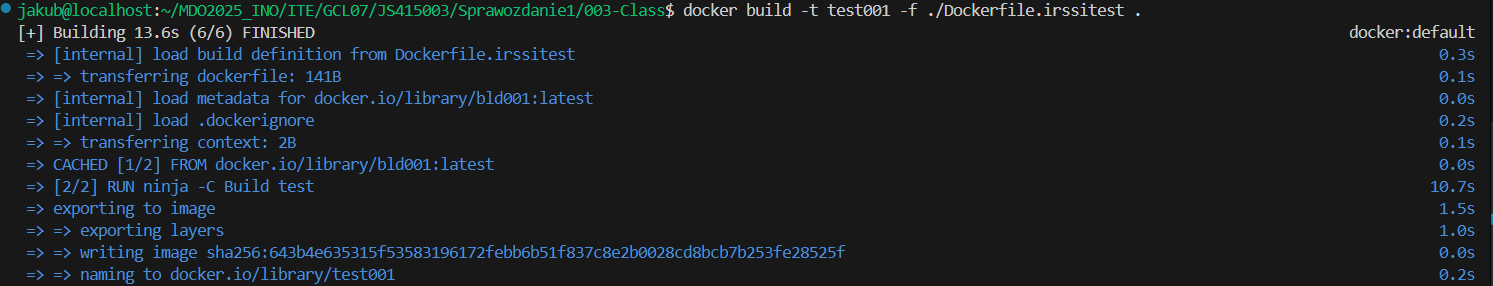 jakub@localhost:~/MDO2025_INO/ITE/GCL07/JS415003/Sprawozdanie1/003-Class$ docker build -t test001 -f ./Dockerfile.irssitest .
[+] Building 13.6s (6/6) FINISHED docker:default
=> [internal] load build definition from Dockerfile.irssitest 0.3s
=> => transferring dockerfile: 141B 0.1s
=> [internal] load metadata for docker.io/library/bld001:latest 0.0s
=> [internal] load .dockerignore 0.2s
=> => transferring context: 2B 0.1s
=> CACHED [1/2] FROM docker.io/library/bld001:latest 0.0s
=> [2/2] RUN ninja -C Build test 10.7s
=> exporting to image 1.5s
=> => exporting layers 1.0s
=> => writing image sha256:643b4e635315f53583196172febb6b51f837c8e2b0028cd8bcb7b253fe28525f 0.0s
=> => naming to docker.io/library/test001 0.2s